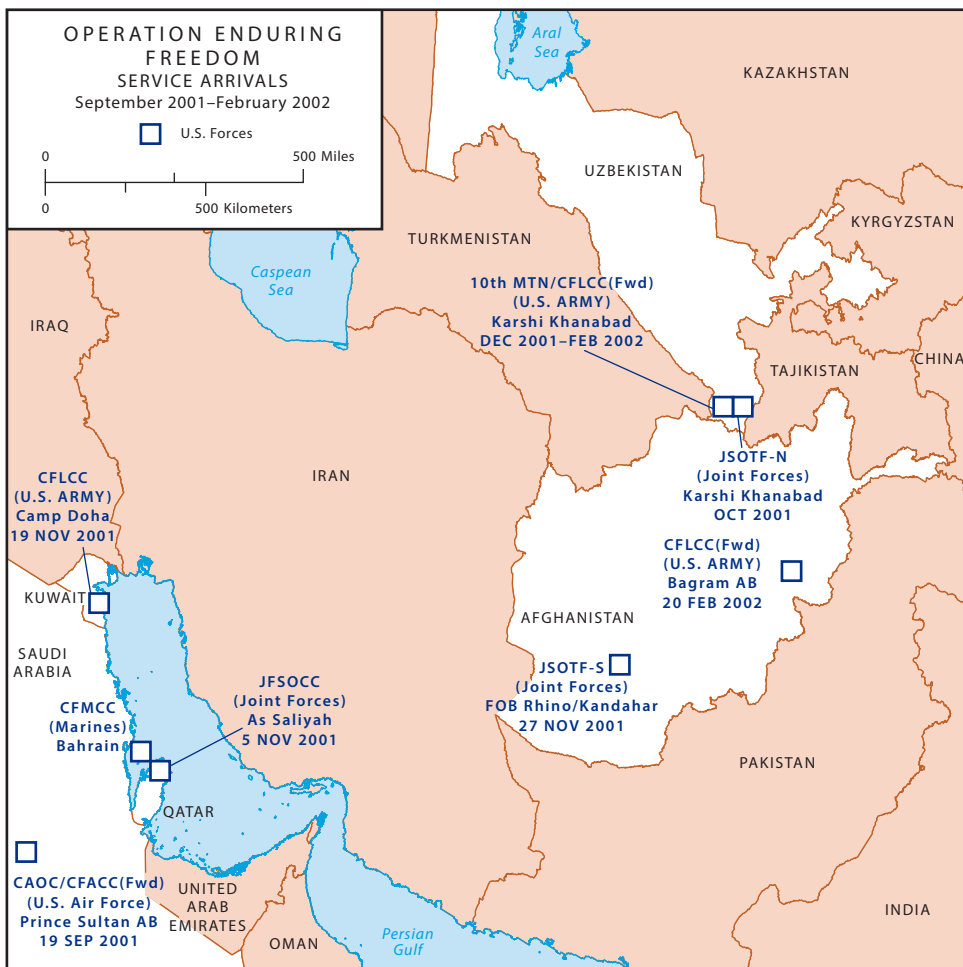 OPERATION ENDURING
FREEDOM
SERVICE ARRIVALS
September 2001–February 2002
U.S. Forces
0
500 Miles
0
500 Kilometers
Aral
Sea
KAZAKHSTAN
UZBEKISTAN
KYRGYZSTAN
TURKMENISTAN
Caspean
Sea
10th MTN/CFLCC(Fwd)
(U.S. ARMY)
Karshi Khanabad
DEC 2001–FEB 2002
IRAQ
TAJIKISTAN
CHINA
IRAN
JSOTF-N
(Joint Forces)
Karshi Khanabad
OCT 2001
CFLCC
(U.S. ARMY)
Camp Doha
19 NOV 2001
CFLCC(Fwd)
(U.S. ARMY)
Bagram AB
20 FEB 2002
KUWAIT
AFGHANISTAN
SAUDI
ARABIA
JSOTF-S
(Joint Forces)
FOB Rhino/Kandahar
27 NOV 2001
JFSOCC
(Joint Forces)
As Saliyah
5 NOV 2001
CFMCC
(Marines)
Bahrain
PAKISTAN
QATAR
CAOC/CFACC(Fwd)
(U.S. Air Force)
Prince Sultan AB
19 SEP 2001
UNITED
ARAB
EMIRATES
OMAN
Persian
Gulf
INDIA